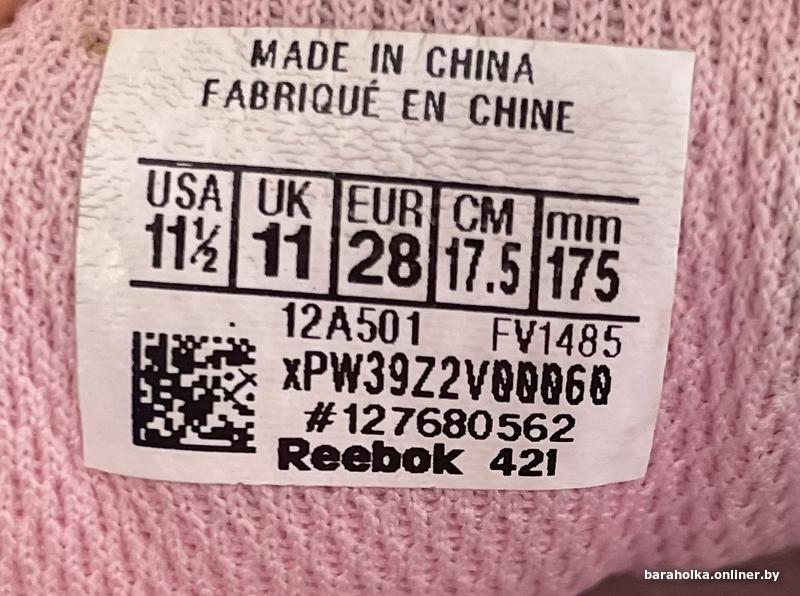 MADE IN CHINA
FABRIQUÉ EN CHINE
USA UK EUR CM mm
11½ 11 28 17.5 175
12A501 FV1485
xPW39Z2V00060
#127680562
Reebok 421
baraholka.onliner.by